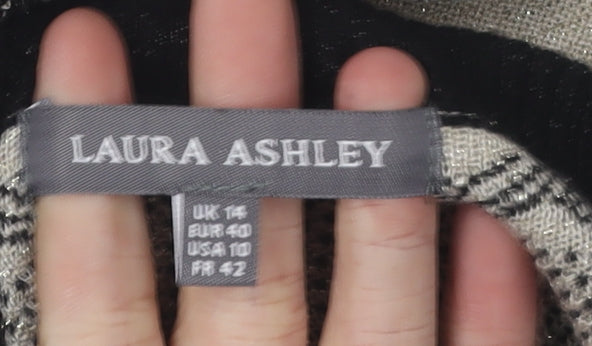 LAURA ASHLEY
UK 14
EUR 40
USA 10
FR 42